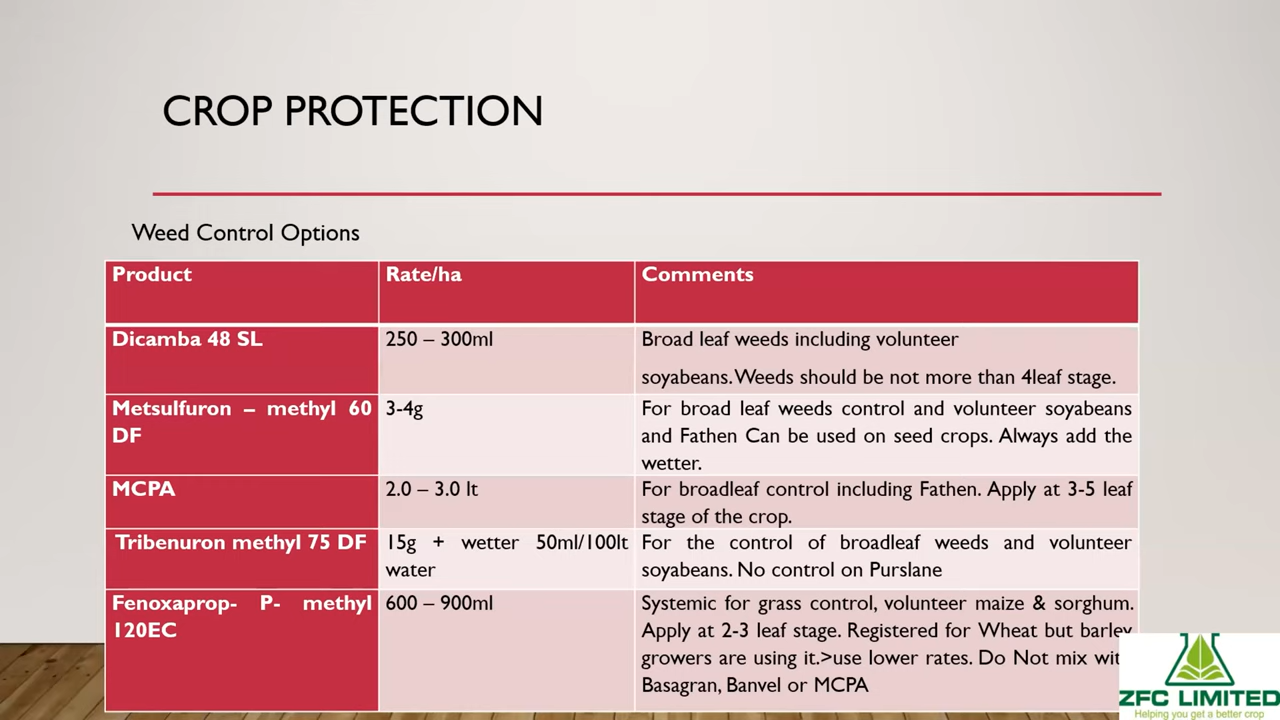 CROP PROTECTION
Weed Control Options
Product Rate/ha Comments
Dicamba 48 SL 250 – 300ml Broad leaf weeds including volunteer
soyabeans. Weeds should be not more than 4leaf stage.
Metsulfuron – methyl 60 DF 3-4g For broad leaf weeds control and volunteer soyabeans
and Fathen Can be used on seed crops. Always add the
wetter.
MCPA 2.0 – 3.0 lt For broadleaf control including Fathen. Apply at 3-5 leaf
stage of the crop.
Tribenuron methyl 75 DF 15g + wetter 50ml/100lt water For the control of broadleaf weeds and volunteer
soyabeans. No control on Purslane
Fenoxaprop- P- methyl 120EC 600 – 900ml Systemic for grass control, volunteer maize & sorghum.
Apply at 2-3 leaf stage. Registered for Wheat but barley
growers are using it.>use lower rates. Do Not mix wit
Basagran, Banvel or MCPA
ZFC LIMITED
Helping you get a better crop